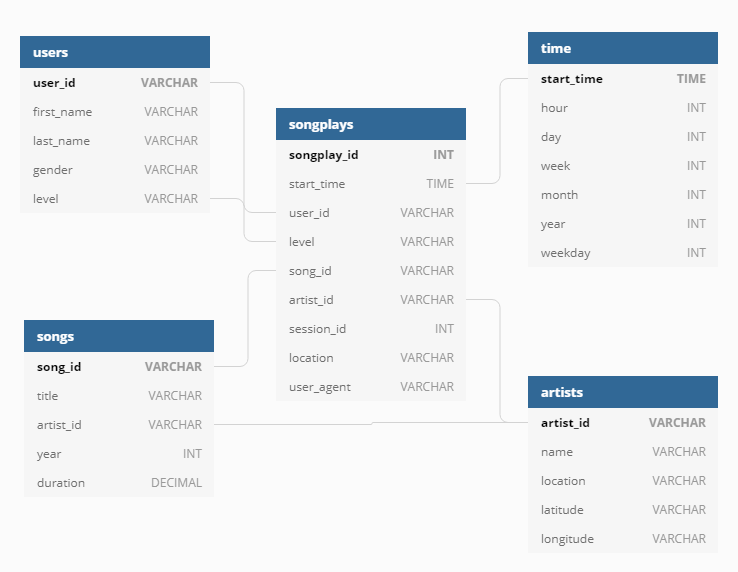 users
user_id VARCHAR
first_name VARCHAR
last_name VARCHAR
gender VARCHAR
level VARCHAR
songplays
songplay_id INT
start_time TIME
user_id VARCHAR
level VARCHAR
song_id VARCHAR
artist_id VARCHAR
session_id INT
location VARCHAR
user_agent VARCHAR
time
start_time TIME
hour INT
day INT
week INT
month INT
year INT
weekday INT
songs
song_id VARCHAR
title VARCHAR
artist_id VARCHAR
year INT
duration DECIMAL
artists
artist_id VARCHAR
name VARCHAR
location VARCHAR
latitude VARCHAR
longitude VARCHAR